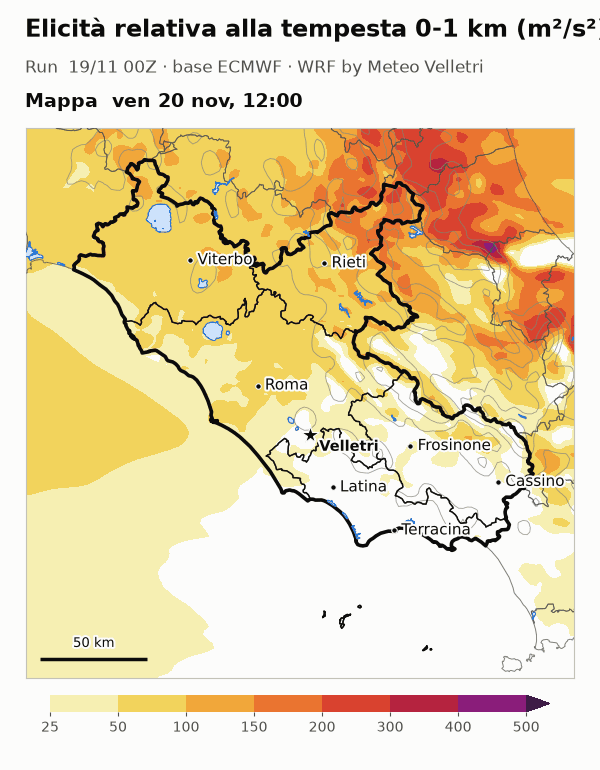 Elicità relativa alla tempesta 0-1 km (m²/s²)
Run 19/11 00Z · base ECMWF · WRF by Meteo Velletri
Mappa ven 20 nov, 12:00
Viterbo
Rieti
Roma
Velletri
Frosinone
Latina
Cassino
Terracina
50 km
25 50 100 150 200 300 400 500